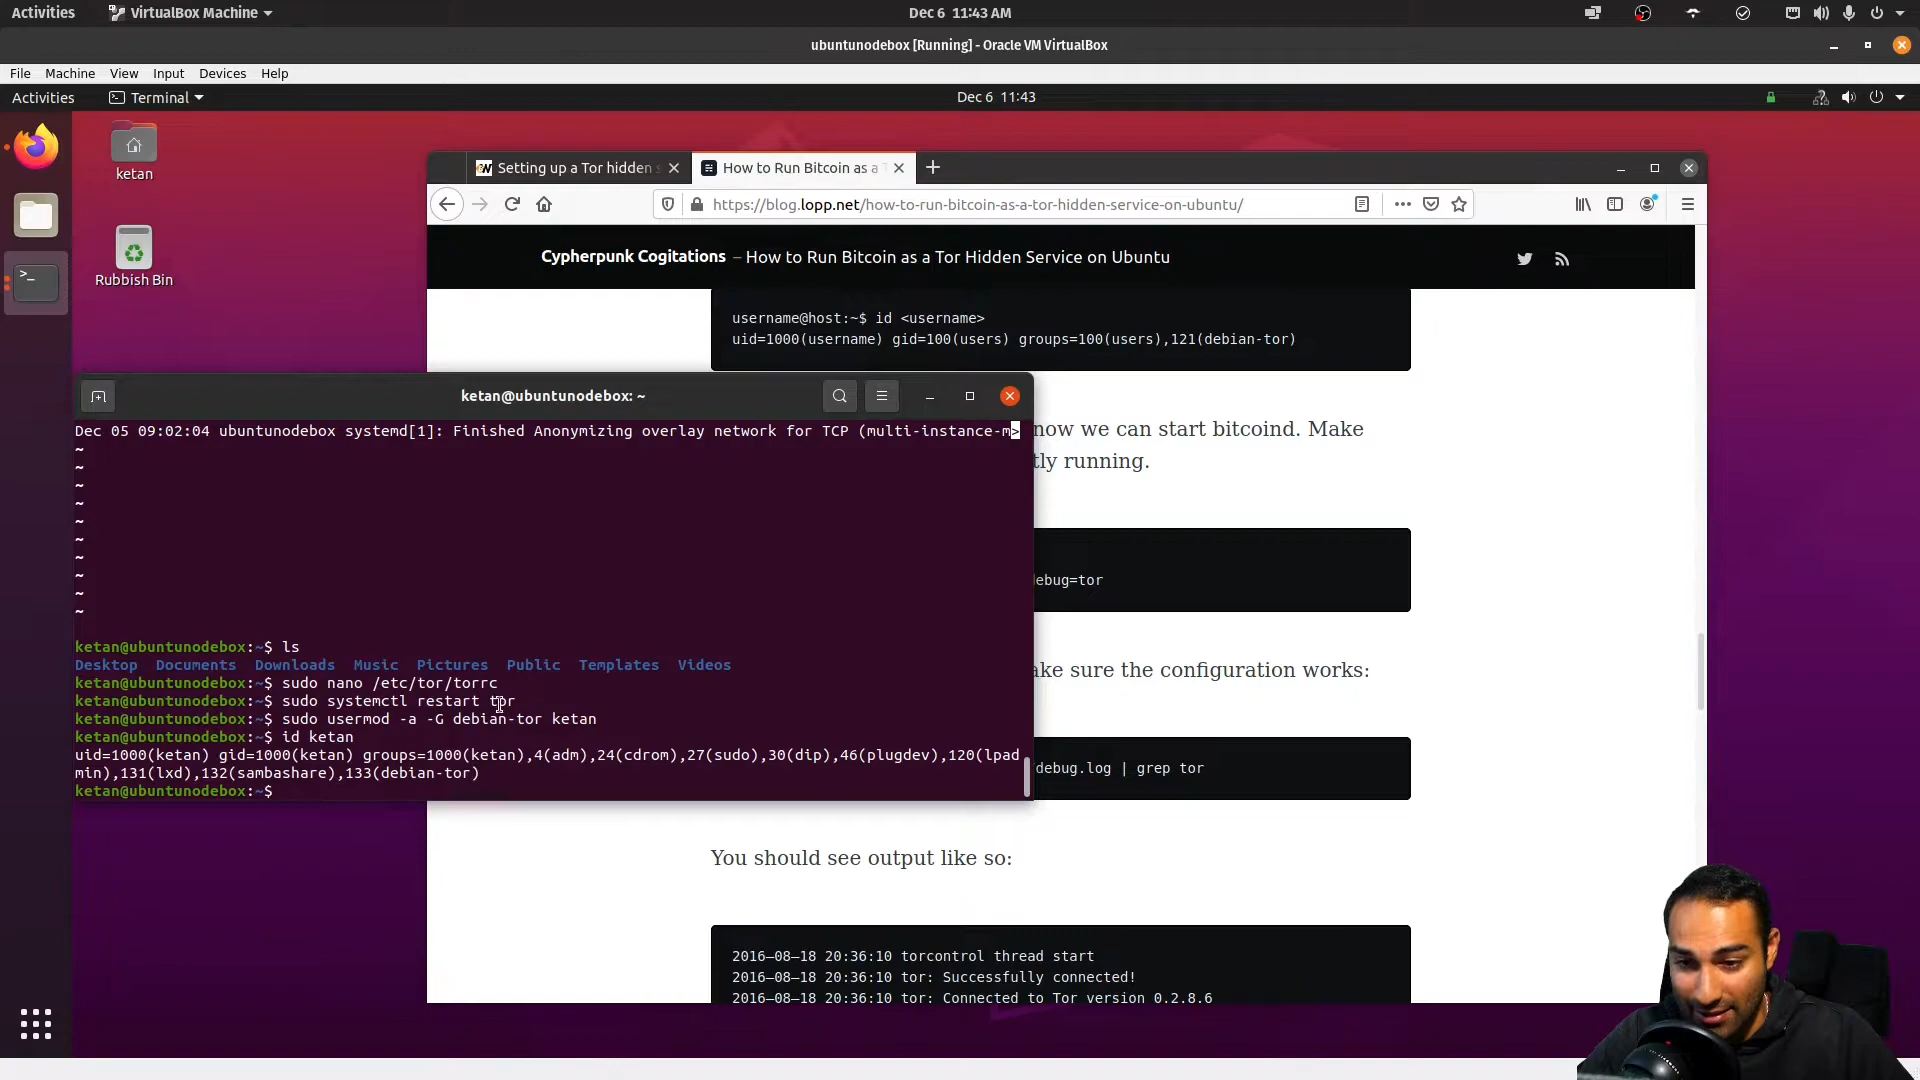 Activities VirtualBox Machine Dec 6 11:43 AM
ubuntunodebox [Running] - Oracle VM VirtualBox
File Machine View Input Devices Help
Activities Terminal Dec 6 11:43
ketan
Rubbish Bin
Setting up a Tor hidden s How to Run Bitcoin as a T
https://blog.lopp.net/how-to-run-bitcoin-as-a-tor-hidden-service-on-ubuntu/
Cypherpunk Cogitations – How to Run Bitcoin as a Tor Hidden Service on Ubuntu
username@host:~$ id <username>
uid=1000(username) gid=100(users) groups=100(users),121(debian-tor)
now we can start bitcoind. Make
tly running.
debug=tor
ake sure the configuration works:
debug.log | grep tor
You should see output like so:
2016–08–18 20:36:10 torcontrol thread start
2016–08–18 20:36:10 tor: Successfully connected!
2016–08–18 20:36:10 tor: Connected to Tor version 0.2.8.6
ketan@ubuntunodebox: ~
Dec 05 09:02:04 ubuntunodebox systemd[1]: Finished Anonymizing overlay network for TCP (multi-instance-m>
~
~
~
~
~
~
~
~
~
~
ketan@ubuntunodebox:~$ ls
Desktop Documents Downloads Music Pictures Public Templates Videos
ketan@ubuntunodebox:~$ sudo nano /etc/tor/torrc
ketan@ubuntunodebox:~$ sudo systemctl restart tor
ketan@ubuntunodebox:~$ sudo usermod -a -G debian-tor ketan
ketan@ubuntunodebox:~$ id ketan
uid=1000(ketan) gid=1000(ketan) groups=1000(ketan),4(adm),24(cdrom),27(sudo),30(dip),46(plugdev),120(lpad
min),131(lxd),132(sambashare),133(debian-tor)
ketan@ubuntunodebox:~$